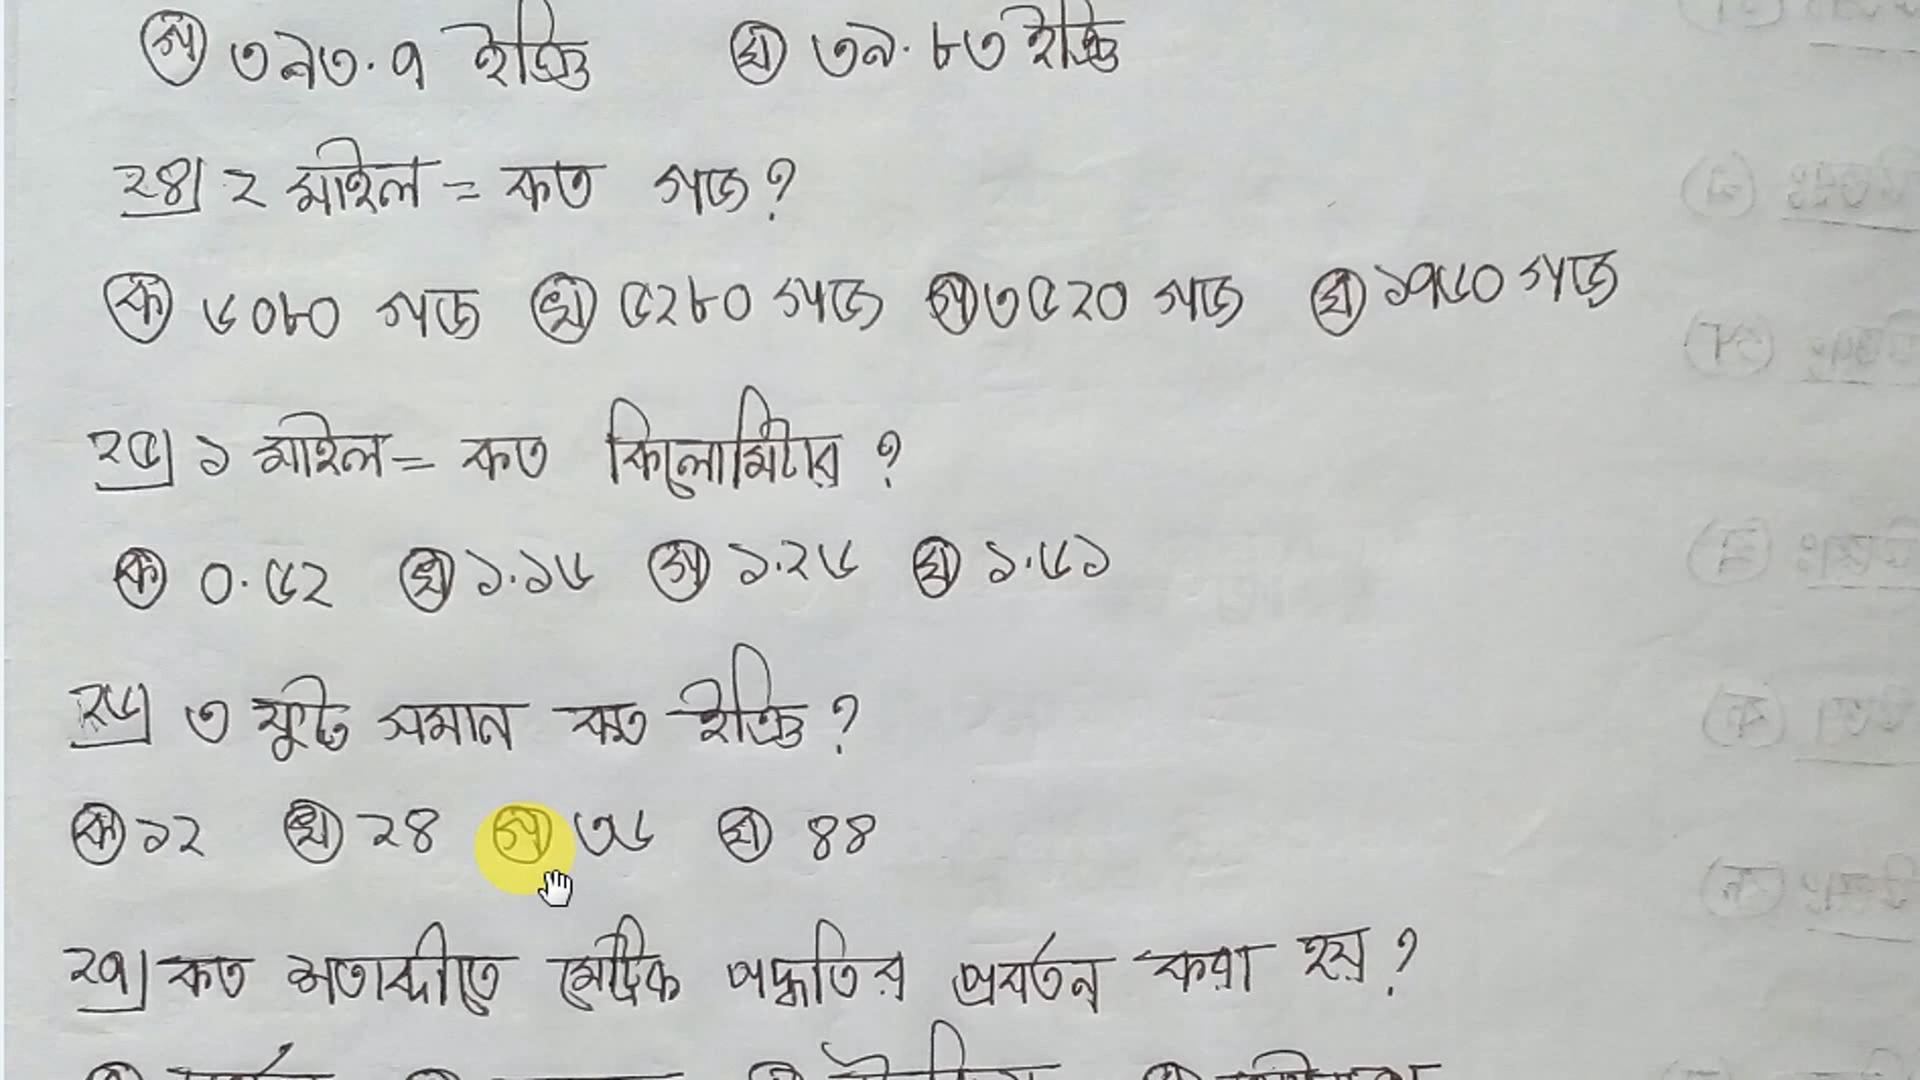 গ ৩৯৩.৭ ইঞ্চি ঘ ৩৯.৮৩ ইঞ্চি
২৪| ২ মাইল = কত গজ?
ক ৬০৮০ গজ খ ৫২৮০ গজ গ ৩৫২০ গজ ঘ ১৭৬০ গজ
২৫| ১ মাইল = কত কিলোমিটার ?
ক ০.৫২ খ ১.১৬ গ ১.২৬ ঘ ১.৬১
২৬| ৩ ফুট সমান কত ইঞ্চি ?
ক ১২ খ ২৪ গ ৩৬ ঘ ৪৪
২৭| কত শতাব্দীতে মেট্রিক পদ্ধতির প্রবর্তন করা হয় ?